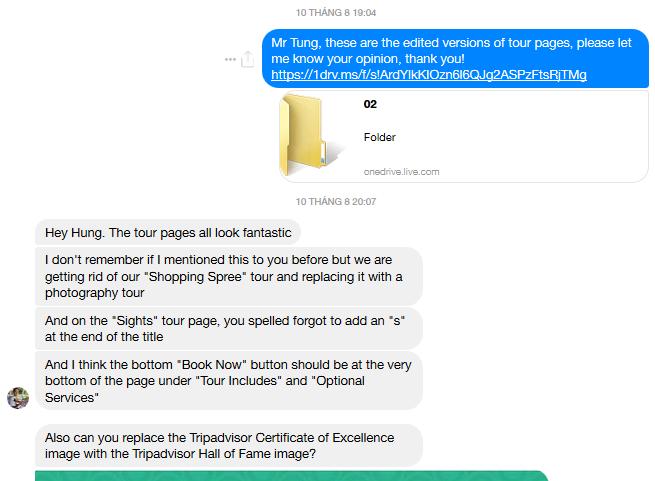 10 THÁNG 8 19:04
Mr Tung, these are the edited versions of tour pages, please let
me know your opinion, thank you!
https://1drv.ms/f/s!ArdYlkKIOzn6l6QJg2ASPzFtsRjTMg
02
Folder
onedrive.live.com
10 THÁNG 8 20:07
Hey Hung. The tour pages all look fantastic
I don't remember if I mentioned this to you before but we are
getting rid of our "Shopping Spree" tour and replacing it with a
photography tour
And on the "Sights" tour page, you spelled forgot to add an "s"
at the end of the title
And I think the bottom "Book Now" button should be at the very
bottom of the page under "Tour Includes" and "Optional
Services"
Also can you replace the Tripadvisor Certificate of Excellence
image with the Tripadvisor Hall of Fame image?